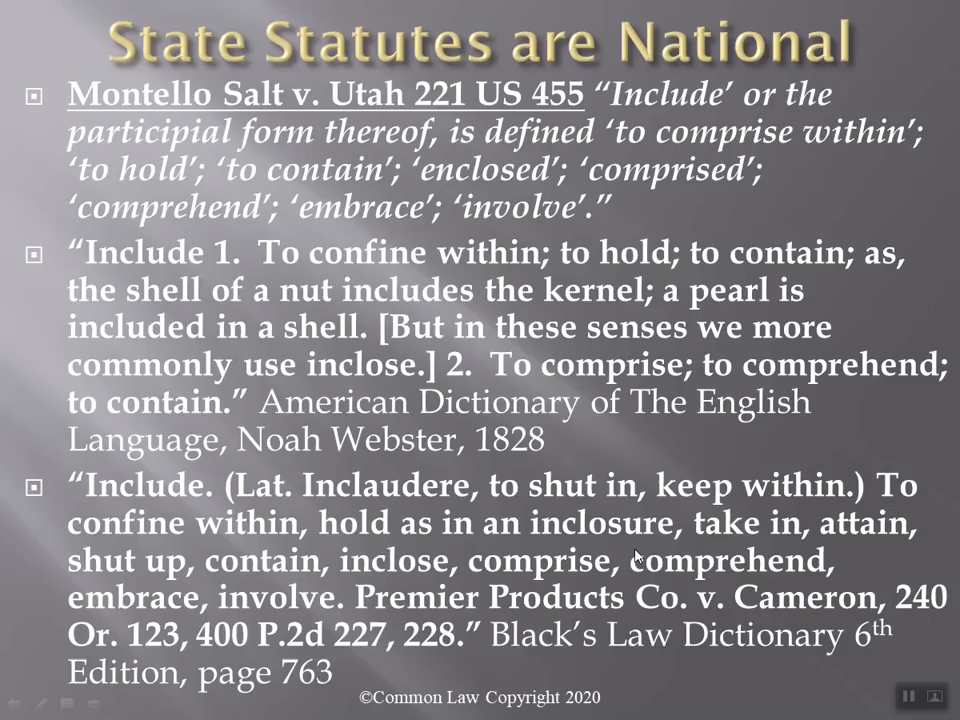 State Statutes are National
Montello Salt v. Utah 221 US 455 “Include’ or the
participial form thereof, is defined ‘to comprise within’;
‘to hold’; ‘to contain’; ‘enclosed’; ‘comprised’;
‘comprehend’; ‘embrace’; ‘involve’.”
“Include 1.  To confine within; to hold; to contain; as,
the shell of a nut includes the kernel; a pearl is
included in a shell. [But in these senses we more
commonly use inclose.] 2.  To comprise; to comprehend;
to contain.” American Dictionary of The English
Language, Noah Webster, 1828
“Include. (Lat. Inclaudere, to shut in, keep within.) To
confine within, hold as in an inclosure, take in, attain,
shut up, contain, inclose, comprise, comprehend,
embrace, involve. Premier Products Co. v. Cameron, 240
Or. 123, 400 P.2d 227, 228.” Black’s Law Dictionary 6th
Edition, page 763
©Common Law Copyright 2020